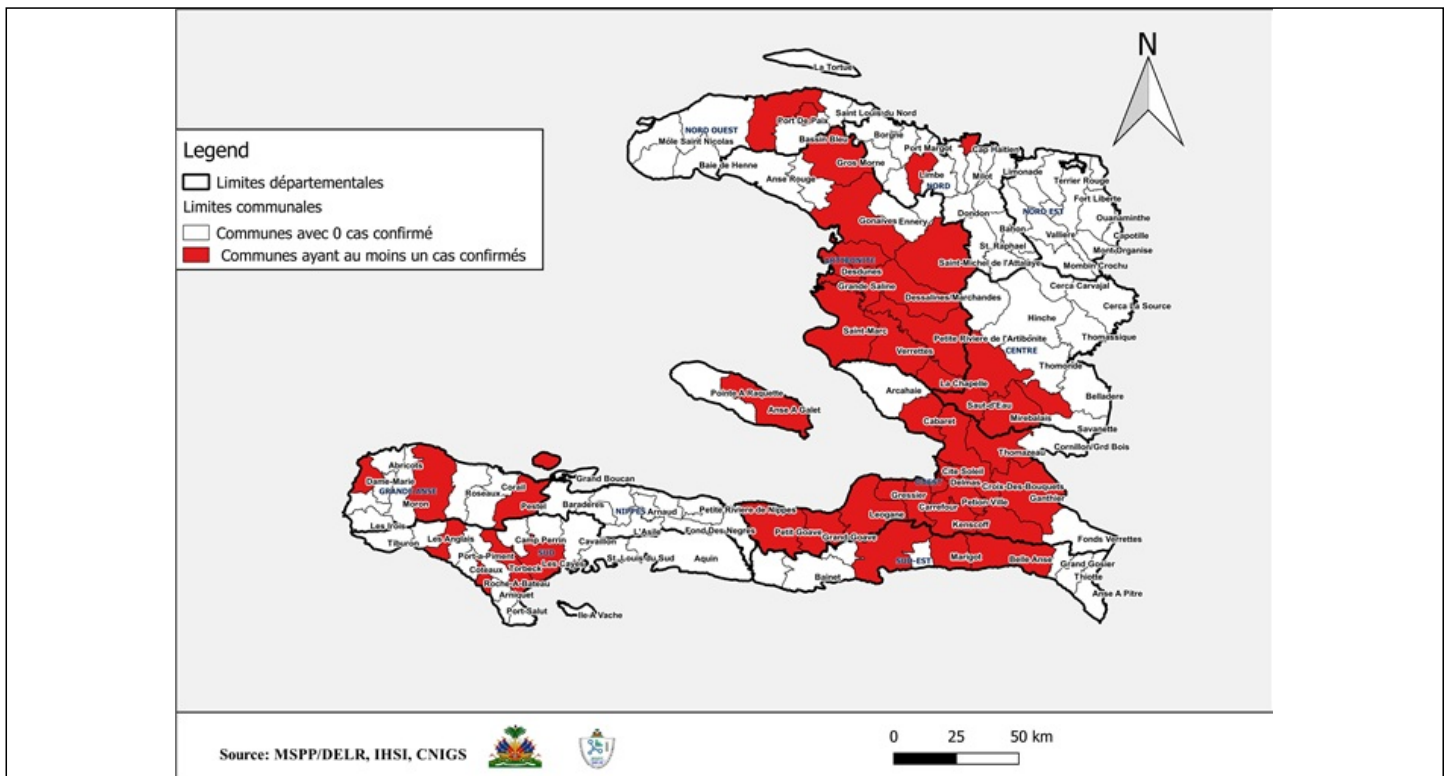 N
La Tortue
Saint Louis du Nord
Port De Paix
NORD OUEST
Môle Saint Nicolas
Bassin Bleu
Borgne
Port Margot
Cap Haïtien
Baie de Henne
Gros Morne
Limbe
Milot
Limonade
Terrier Rouge
Anse Rouge
NORD
Fort Liberte
Dondon
NORD EST
Ouanaminthe
Gonaïves
Ennery
Bahon
Valliere
Capotille
St. Raphael
Mont-Organise
Saint-Michel de l'Attalaye
Mombin Crochu
Desdunes
Cerca Carvajal
Grande Saline
Dessalines/Marchandes
Cerca La Source
Hinche
Saint-Marc
Petite Riviere de l'Artibonite
Thomassique
Verrettes
CENTRE
Thomonde
La Chapelle
Arcahaie
Belladere
Pointe A Raquette
Saut-d'Eau
Anse A Galet
Mirebalais
Cabaret
Savanette
Cornillon/Grd Bois
Thomazeau
Abricots
Cite Soleil
Grand Boucan
Dame-Marie
Corail
Delmas
Croix-Des-Bouquets
GRANDE ANSE
Roseaux
Gressier
Petion Ville
Ganthier
Moron
Pestel
Baraderes
Petite Riviere de Nippes
Leogane
Carrefour
NIPPES
Arnaud
Kenscoff
Les Irois
L'Asile
Fond Des Negres
Petit Goave
Grand Goave
Tiburon
Les Anglais
Camp Perrin
Cavaillon
Fonds Verrettes
Port-a-Piment
SUD
St. Louis du Sud
Aquin
SUD-EST
Marigot
Belle Anse
Grand Gosier
Coteaux
Torbeck
Les Cayes
Bainet
Thiotte
Roche-A-Bateau
Arniquet
Anse A Pitre
Port-Salut
Ile A Vache
Legend
Limites départementales
Limites communales
Communes avec 0 cas confirmé
Communes ayant au moins un cas confirmés
Source: MSPP/DELR, IHSI, CNIGS
0 25 50 km